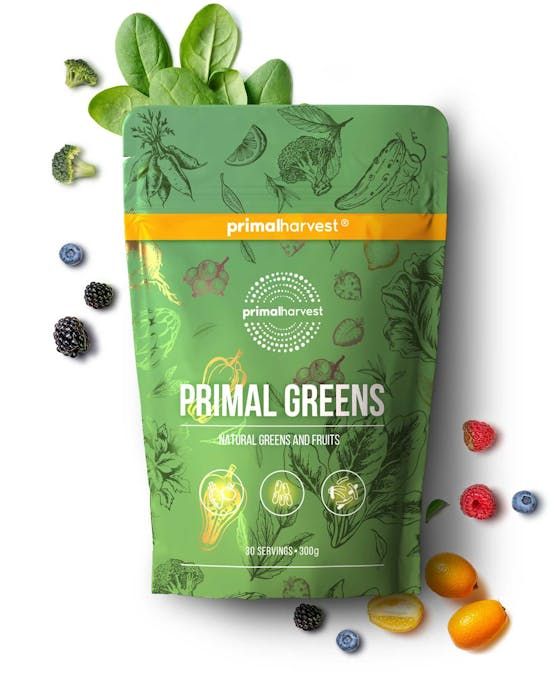 primalharvest®
primalharvest
PRIMAL GREENS
NATURAL GREENS AND FRUITS
30 SERVINGS • 300g